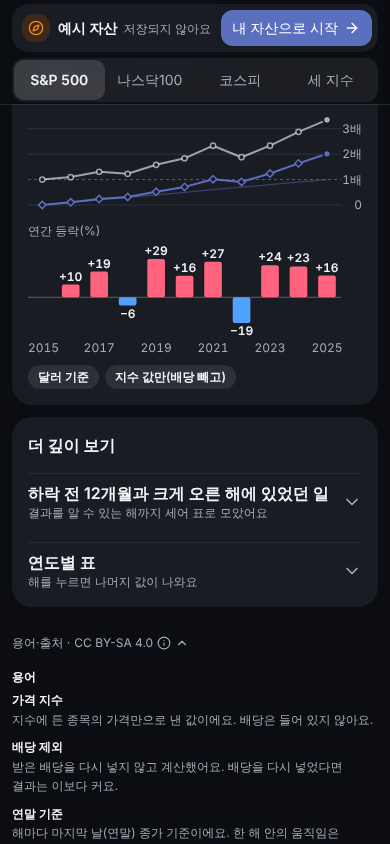 예시 자산 저장되지 않아요 내 자산으로 시작 →
S&P 500 나스닥100 코스피 세 지수
3배
2배
1배
0
연간 등락(%)
+10 +19 −6 +29 +16 +27 −19 +24 +23 +16
2015 2017 2019 2021 2023 2025
달러 기준 지수 값만(배당 빼고)
더 깊이 보기
하락 전 12개월과 크게 오른 해에 있었던 일
결과를 알 수 있는 해까지 세어 표로 모았어요
연도별 표
해를 누르면 나머지 값이 나와요
용어·출처 · CC BY-SA 4.0
용어
가격 지수
지수에 든 종목의 가격만으로 낸 값이에요. 배당은 들어 있지 않아요.
배당 제외
받은 배당을 다시 넣지 않고 계산했어요. 배당을 다시 넣었다면
결과는 이보다 커요.
연말 기준
해마다 마지막 날(연말) 종가 기준이에요. 한 해 안의 움직임은